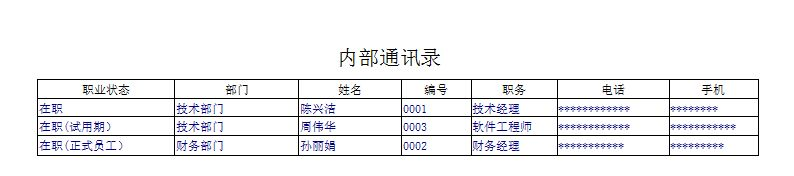 内部通讯录
职业状态 部门 姓名 编号 职务 电话 手机
在职 技术部门 陈兴洁 0001 技术经理 ************ ********
在职(试用期) 技术部门 周伟华 0003 软件工程师 ************ ***********
在职(正式员工) 财务部门 孙丽娟 0002 财务经理 *********** *********